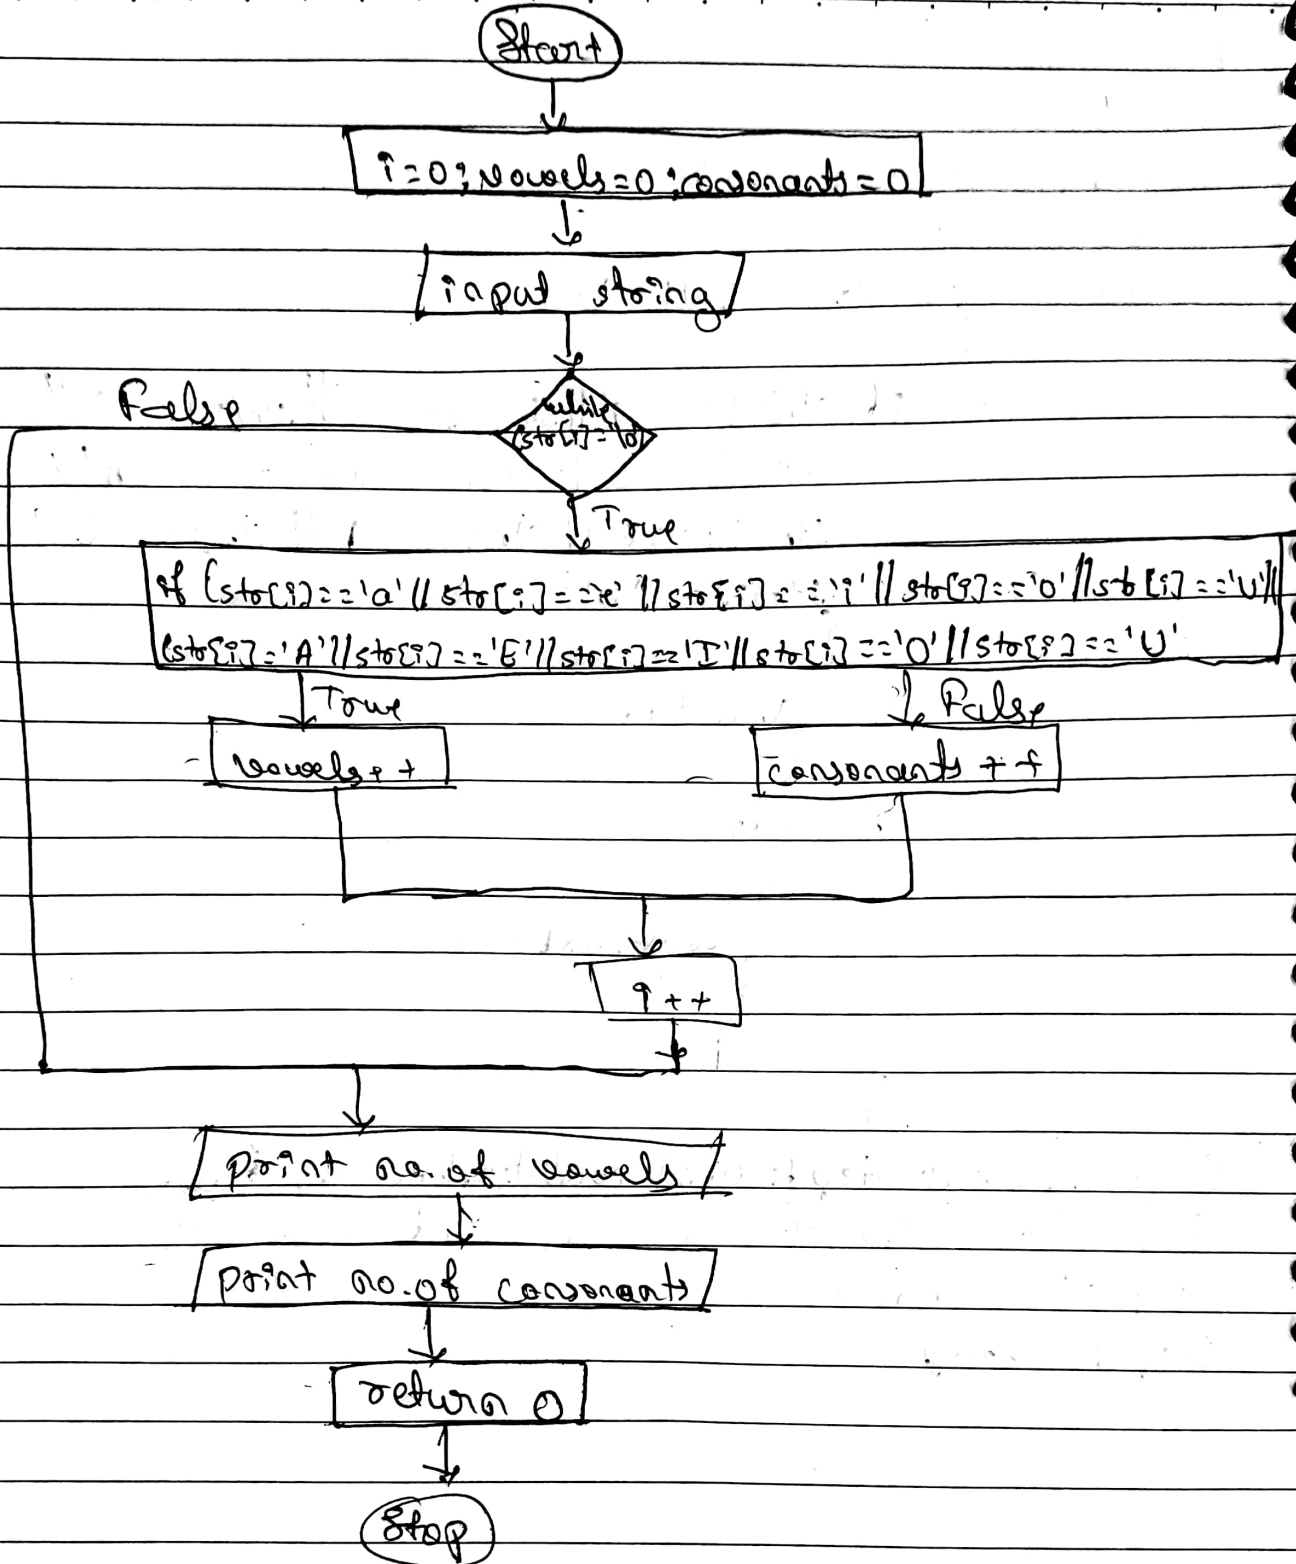 Start
i=0; vowels=0; consonants=0
input string
while
(str[i]='\0)
False
True
if (str[i]=='a'||str[i]=='e'||str[i]=='i'||str[i]=='o'||str[i]=='u'||
(str[i]='A'||str[i]=='E'||str[i]=='I'||str[i]=='O'||str[i]=='U'
True
False
vowels++
consonants ++
i++
print no. of vowels
print no. of consonants
return 0
Stop